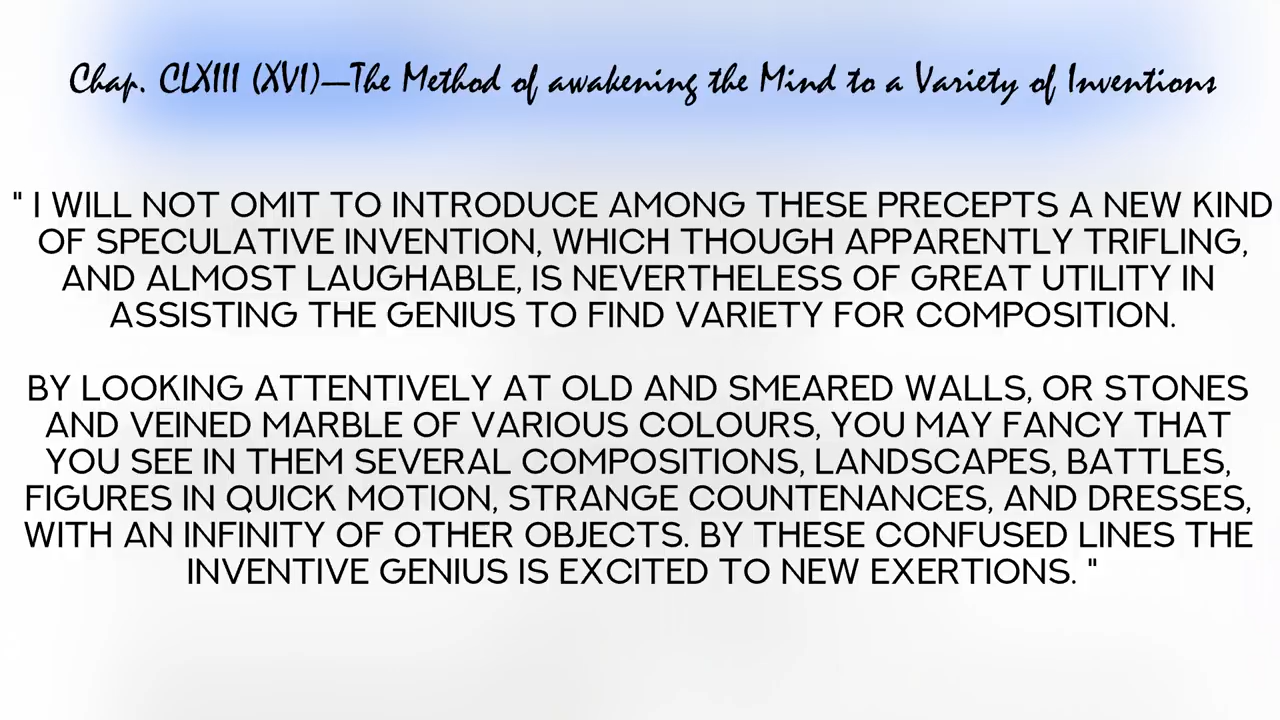 Chap. CLXIII (XVI)—The Method of awakening the Mind to a Variety of Inventions
" I WILL NOT OMIT TO INTRODUCE AMONG THESE PRECEPTS A NEW KIND
OF SPECULATIVE INVENTION, WHICH THOUGH APPARENTLY TRIFLING,
AND ALMOST LAUGHABLE, IS NEVERTHELESS OF GREAT UTILITY IN
ASSISTING THE GENIUS TO FIND VARIETY FOR COMPOSITION.
BY LOOKING ATTENTIVELY AT OLD AND SMEARED WALLS, OR STONES
AND VEINED MARBLE OF VARIOUS COLOURS, YOU MAY FANCY THAT
YOU SEE IN THEM SEVERAL COMPOSITIONS, LANDSCAPES, BATTLES,
FIGURES IN QUICK MOTION, STRANGE COUNTENANCES, AND DRESSES,
WITH AN INFINITY OF OTHER OBJECTS. BY THESE CONFUSED LINES THE
INVENTIVE GENIUS IS EXCITED TO NEW EXERTIONS. "